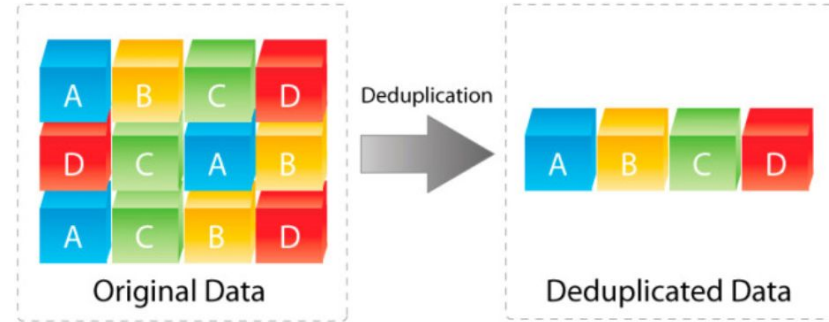 A B C D
D C A B
A C B D
Original Data
Deduplication
A B C D
Deduplicated Data